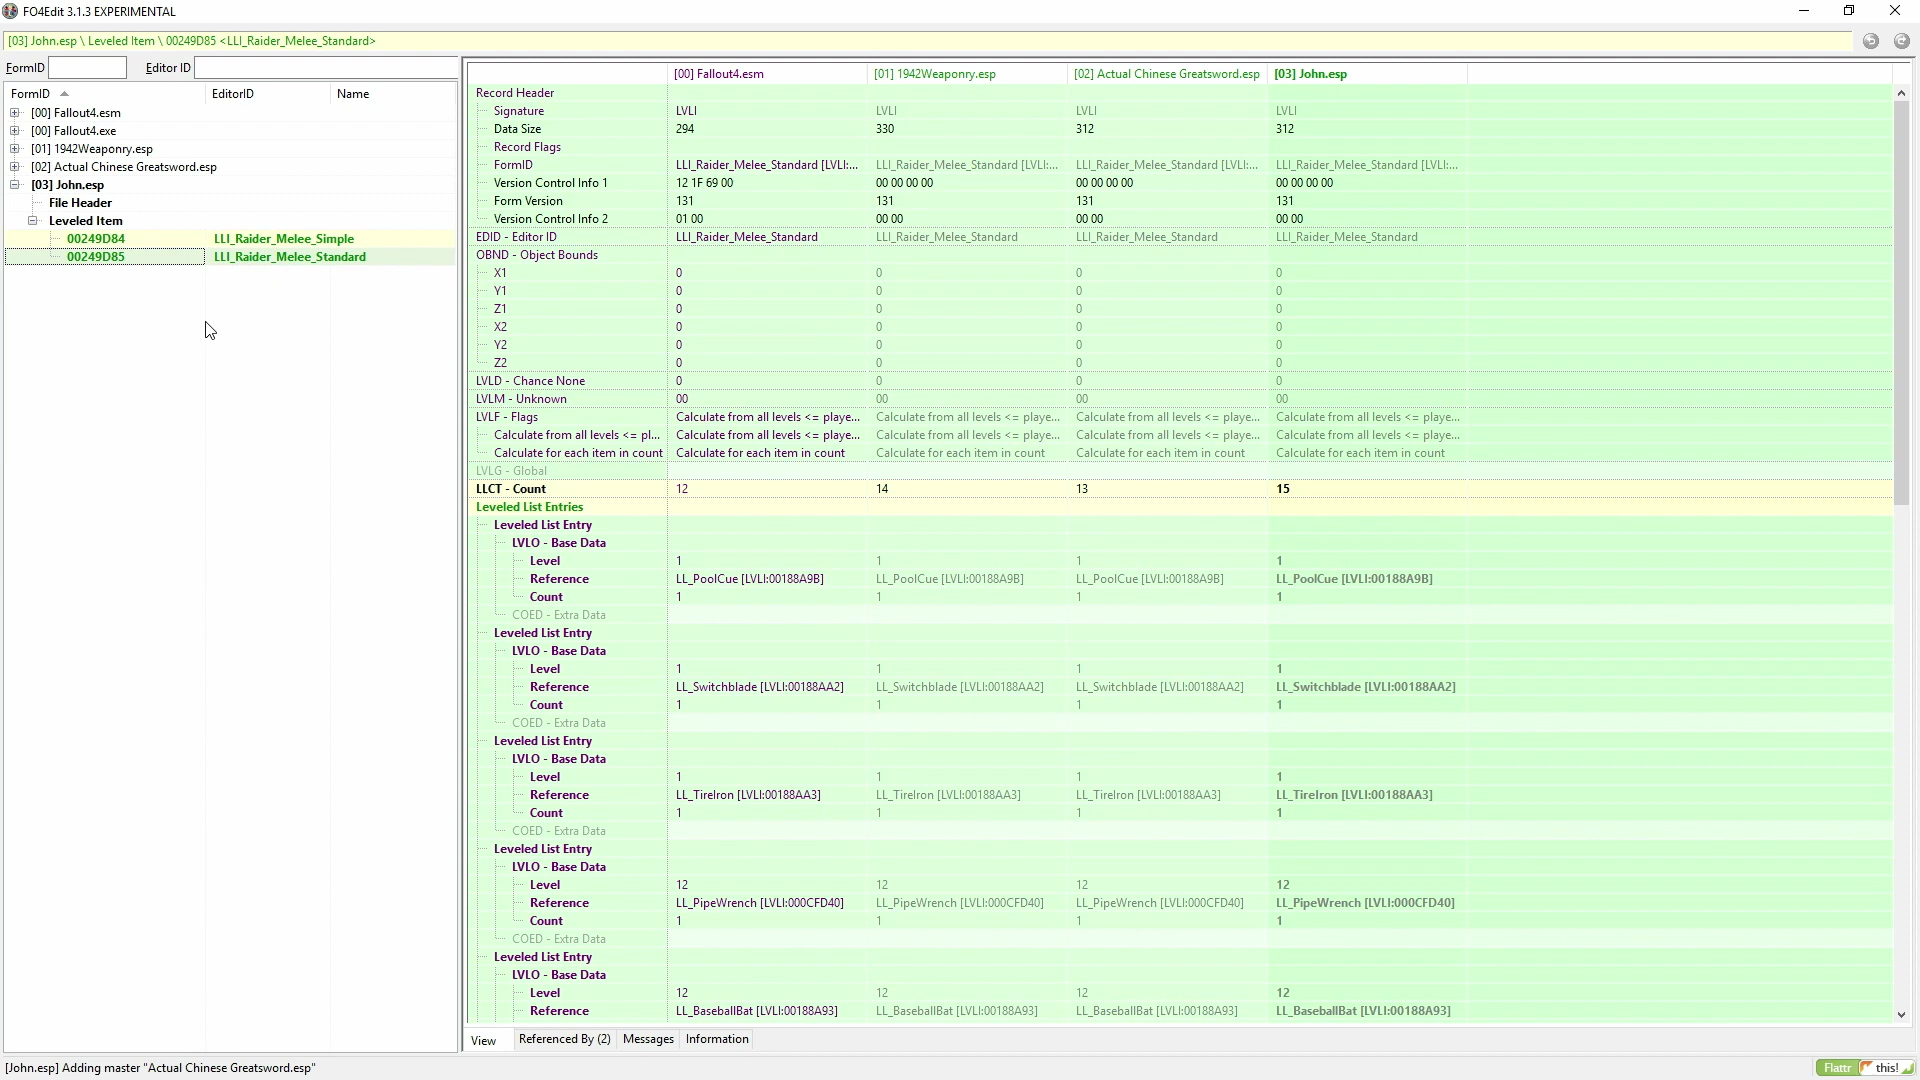 FO4Edit 3.1.3 EXPERIMENTAL
[03] John.esp \ Leveled Item \ 00249D85 <LLI_Raider_Melee_Standard>
FormID Editor ID
FormID EditorID Name
[00] Fallout4.esm
[00] Fallout4.exe
[01] 1942Weaponry.esp
[02] Actual Chinese Greatsword.esp
[03] John.esp
File Header
Leveled Item
00249D84 LLI_Raider_Melee_Simple
00249D85 LLI_Raider_Melee_Standard
[00] Fallout4.esm [01] 1942Weaponry.esp [02] Actual Chinese Greatsword.esp [03] John.esp
Record Header
Signature LVLI LVLI LVLI LVLI
Data Size 294 330 312 312
Record Flags
FormID LLI_Raider_Melee_Standard [LVLI:... LLI_Raider_Melee_Standard [LVLI:... LLI_Raider_Melee_Standard [LVLI:... LLI_Raider_Melee_Standard [LVLI:...
Version Control Info 1 12 1F 69 00 00 00 00 00 00 00 00 00 00 00 00 00
Form Version 131 131 131 131
Version Control Info 2 01 00 00 00 00 00 00 00
EDID - Editor ID LLI_Raider_Melee_Standard LLI_Raider_Melee_Standard LLI_Raider_Melee_Standard LLI_Raider_Melee_Standard
OBND - Object Bounds
X1 0 0 0 0
Y1 0 0 0 0
Z1 0 0 0 0
X2 0 0 0 0
Y2 0 0 0 0
Z2 0 0 0 0
LVLD - Chance None 0 0 0 0
LVLM - Unknown 00 00 00 00
LVLF - Flags Calculate from all levels <= playe... Calculate from all levels <= playe... Calculate from all levels <= playe... Calculate from all levels <= playe...
Calculate from all levels <= pl... Calculate from all levels <= playe... Calculate from all levels <= playe... Calculate from all levels <= playe... Calculate from all levels <= playe...
Calculate for each item in count Calculate for each item in count Calculate for each item in count Calculate for each item in count Calculate for each item in count
LVLG - Global
LLCT - Count 12 14 13 15
Leveled List Entries
Leveled List Entry
LVLO - Base Data
Level 1 1 1 1
Reference LL_PoolCue [LVLI:00188A9B] LL_PoolCue [LVLI:00188A9B] LL_PoolCue [LVLI:00188A9B] LL_PoolCue [LVLI:00188A9B]
Count 1 1 1 1
COED - Extra Data
Leveled List Entry
LVLO - Base Data
Level 1 1 1 1
Reference LL_Switchblade [LVLI:00188AA2] LL_Switchblade [LVLI:00188AA2] LL_Switchblade [LVLI:00188AA2] LL_Switchblade [LVLI:00188AA2]
Count 1 1 1 1
COED - Extra Data
Leveled List Entry
LVLO - Base Data
Level 1 1 1 1
Reference LL_TireIron [LVLI:00188AA3] LL_TireIron [LVLI:00188AA3] LL_TireIron [LVLI:00188AA3] LL_TireIron [LVLI:00188AA3]
Count 1 1 1 1
COED - Extra Data
Leveled List Entry
LVLO - Base Data
Level 12 12 12 12
Reference LL_PipeWrench [LVLI:000CFD40] LL_PipeWrench [LVLI:000CFD40] LL_PipeWrench [LVLI:000CFD40] LL_PipeWrench [LVLI:000CFD40]
Count 1 1 1 1
COED - Extra Data
Leveled List Entry
LVLO - Base Data
Level 12 12 12 12
Reference LL_BaseballBat [LVLI:00188A93] LL_BaseballBat [LVLI:00188A93] LL_BaseballBat [LVLI:00188A93] LL_BaseballBat [LVLI:00188A93]
View Referenced By (2) Messages Information
[John.esp] Adding master "Actual Chinese Greatsword.esp"
Flattr this!